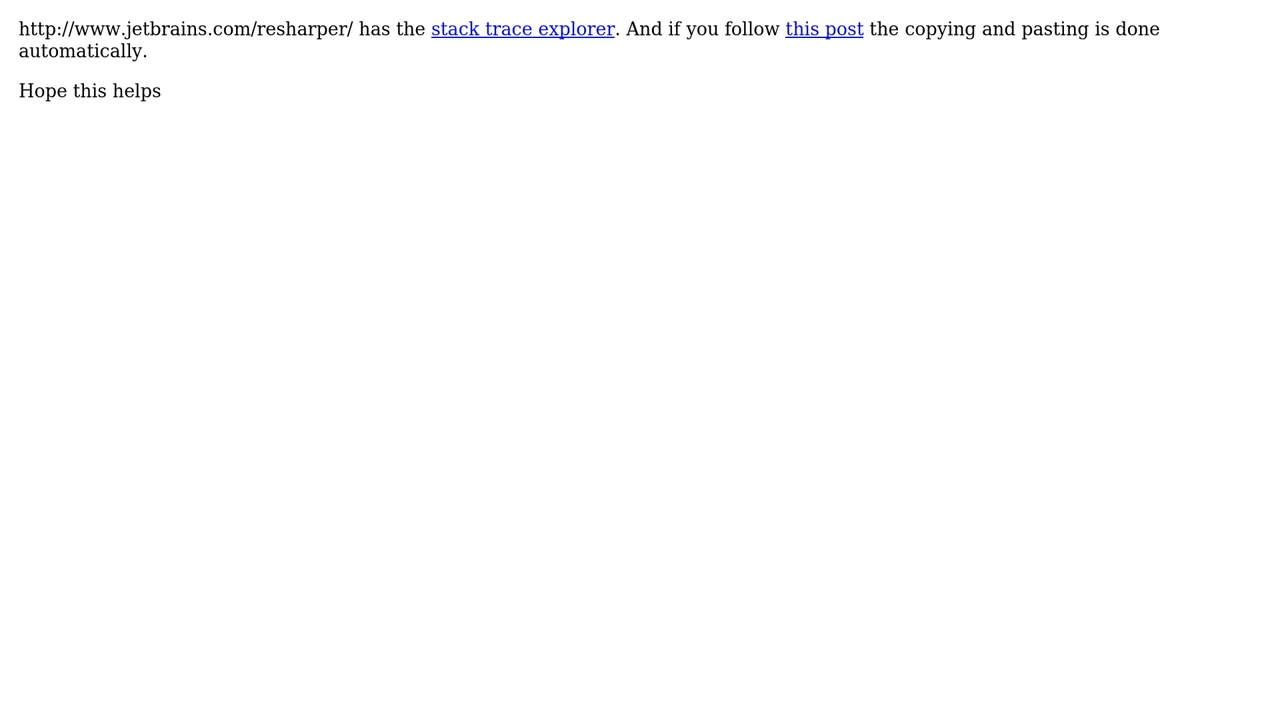 http://www.jetbrains.com/resharper/ has the stack trace explorer. And if you follow this post the copying and pasting is done
automatically.
Hope this helps